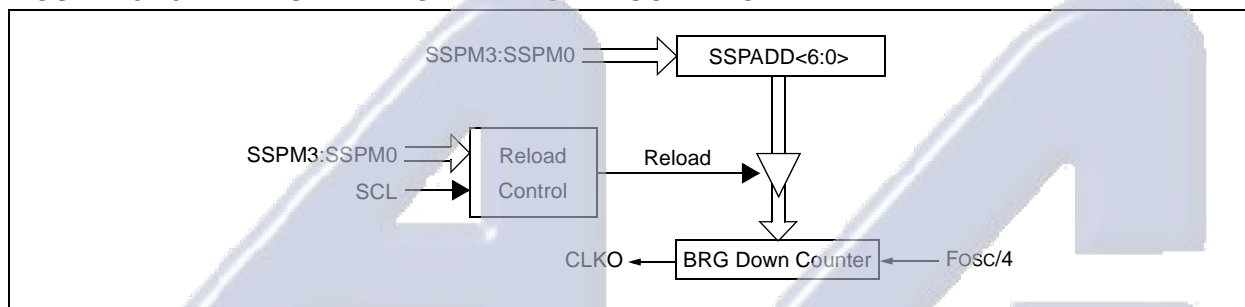 SSPM3:SSPM0
SSPADD<6:0>
SSPM3:SSPM0
SCL
Reload
Control
Reload
CLKO
BRG Down Counter
FOSC/4